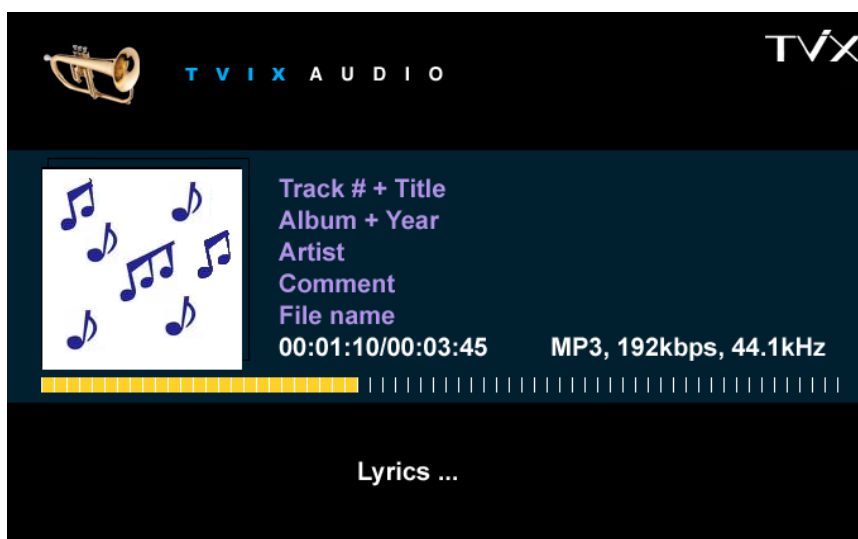 TVIX AUDIO
TViX
Track # + Title
Album + Year
Artist
Comment
File name
00:01:10/00:03:45 MP3, 192kbps, 44.1kHz
Lyrics ...